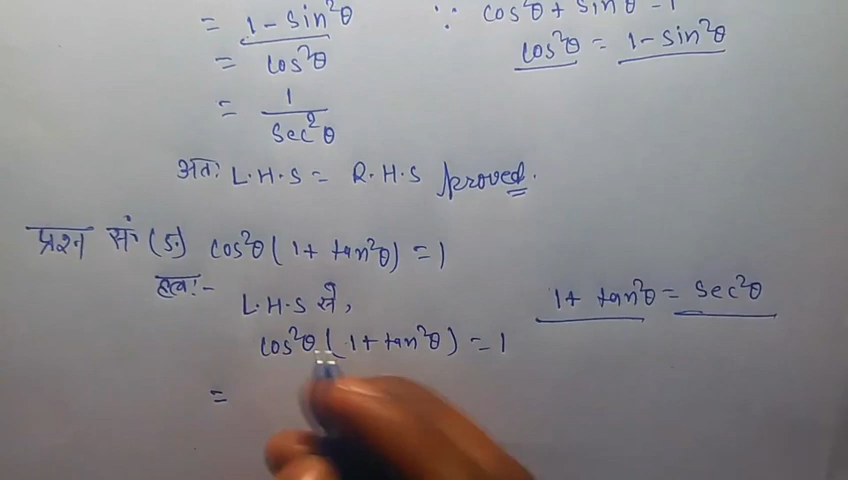 = 1 - sin²θ ∵ cos²θ + sin²θ = 1
= cos²θ cos²θ = 1 - sin²θ
= 1/sec²θ
अतः L.H.S = R.H.S proved.
प्रश्न सं. (5.) cos²θ(1 + tan²θ) = 1
हलः-
L.H.S से, 1 + tan²θ = sec²θ
cos²θ(1 + tan²θ) = 1
=